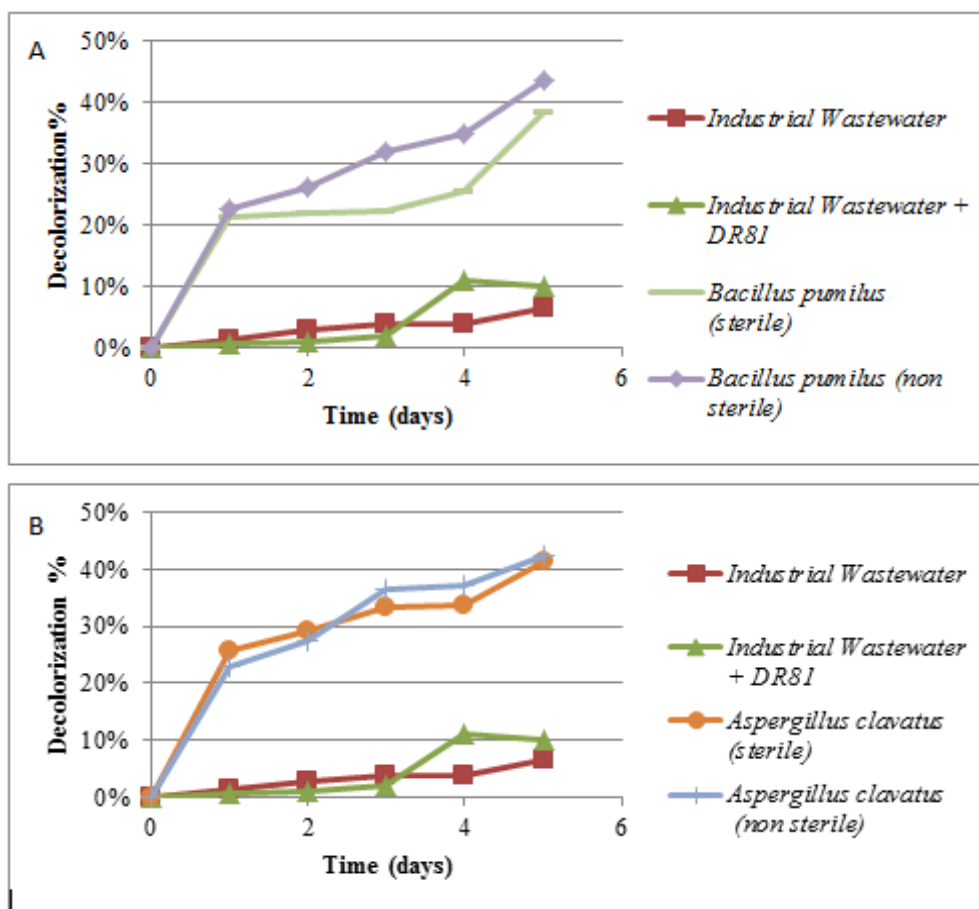 A
50%
40%
30%
20%
10%
0%
Decolorization%
0
2
4
6
Time (days)
Industrial Wastewater
Industrial Wastewater +
DR81
Bacillus pumilus
(sterile)
Bacillus pumilus (non
sterile)
B
50%
40%
30%
20%
10%
0%
Decolorization %
0
2
4
6
Time (days)
Industrial Wastewater
Industrial Wastewater
+ DR81
Aspergillus clavatus
(sterile)
Aspergillus clavatus
(non sterile)